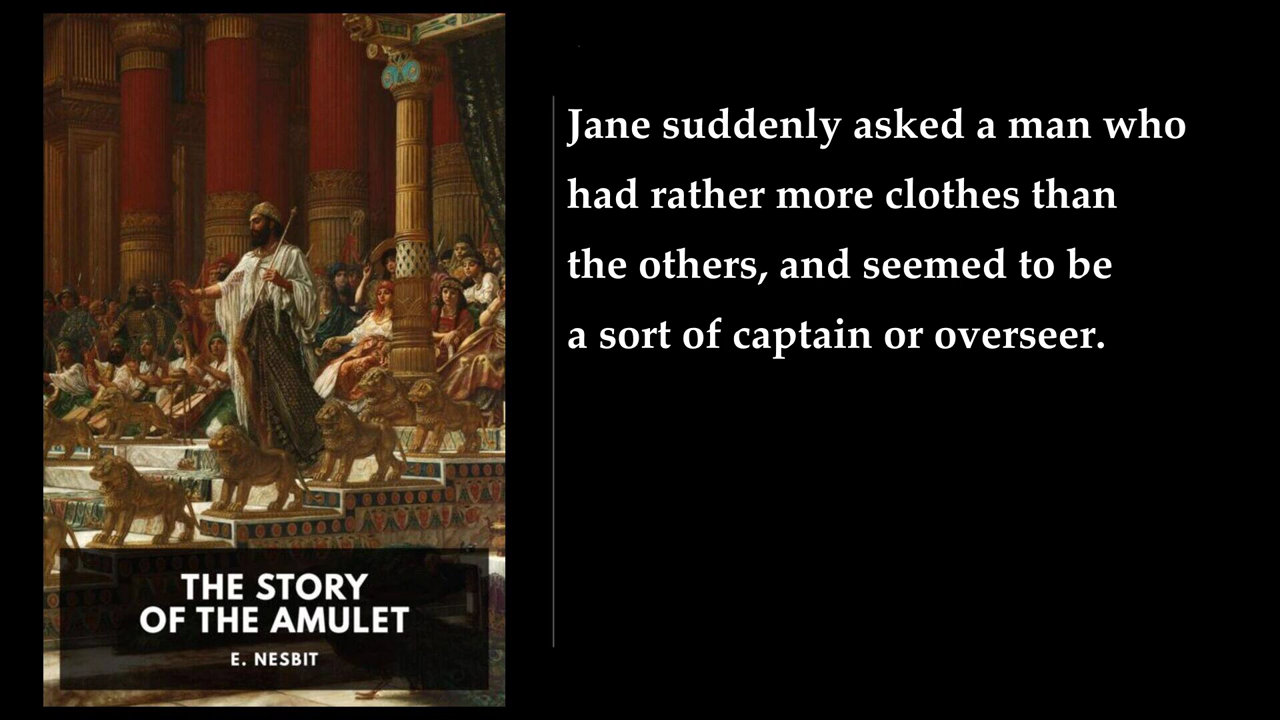 THE STORY
OF THE AMULET
E. NESBIT
Jane suddenly asked a man who
had rather more clothes than
the others, and seemed to be
a sort of captain or overseer.